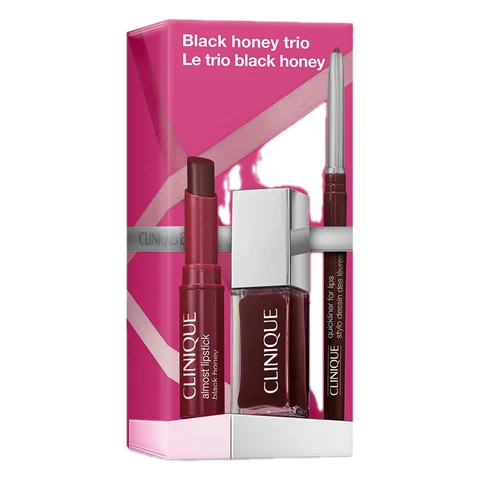 Black honey trio
Le trio black honey
CLINIQUE
CLINIQUE
almost lipstick
black honey
CLINIQUE
CLINIQUE
quickliner for lips
stylo dessin des lèvres